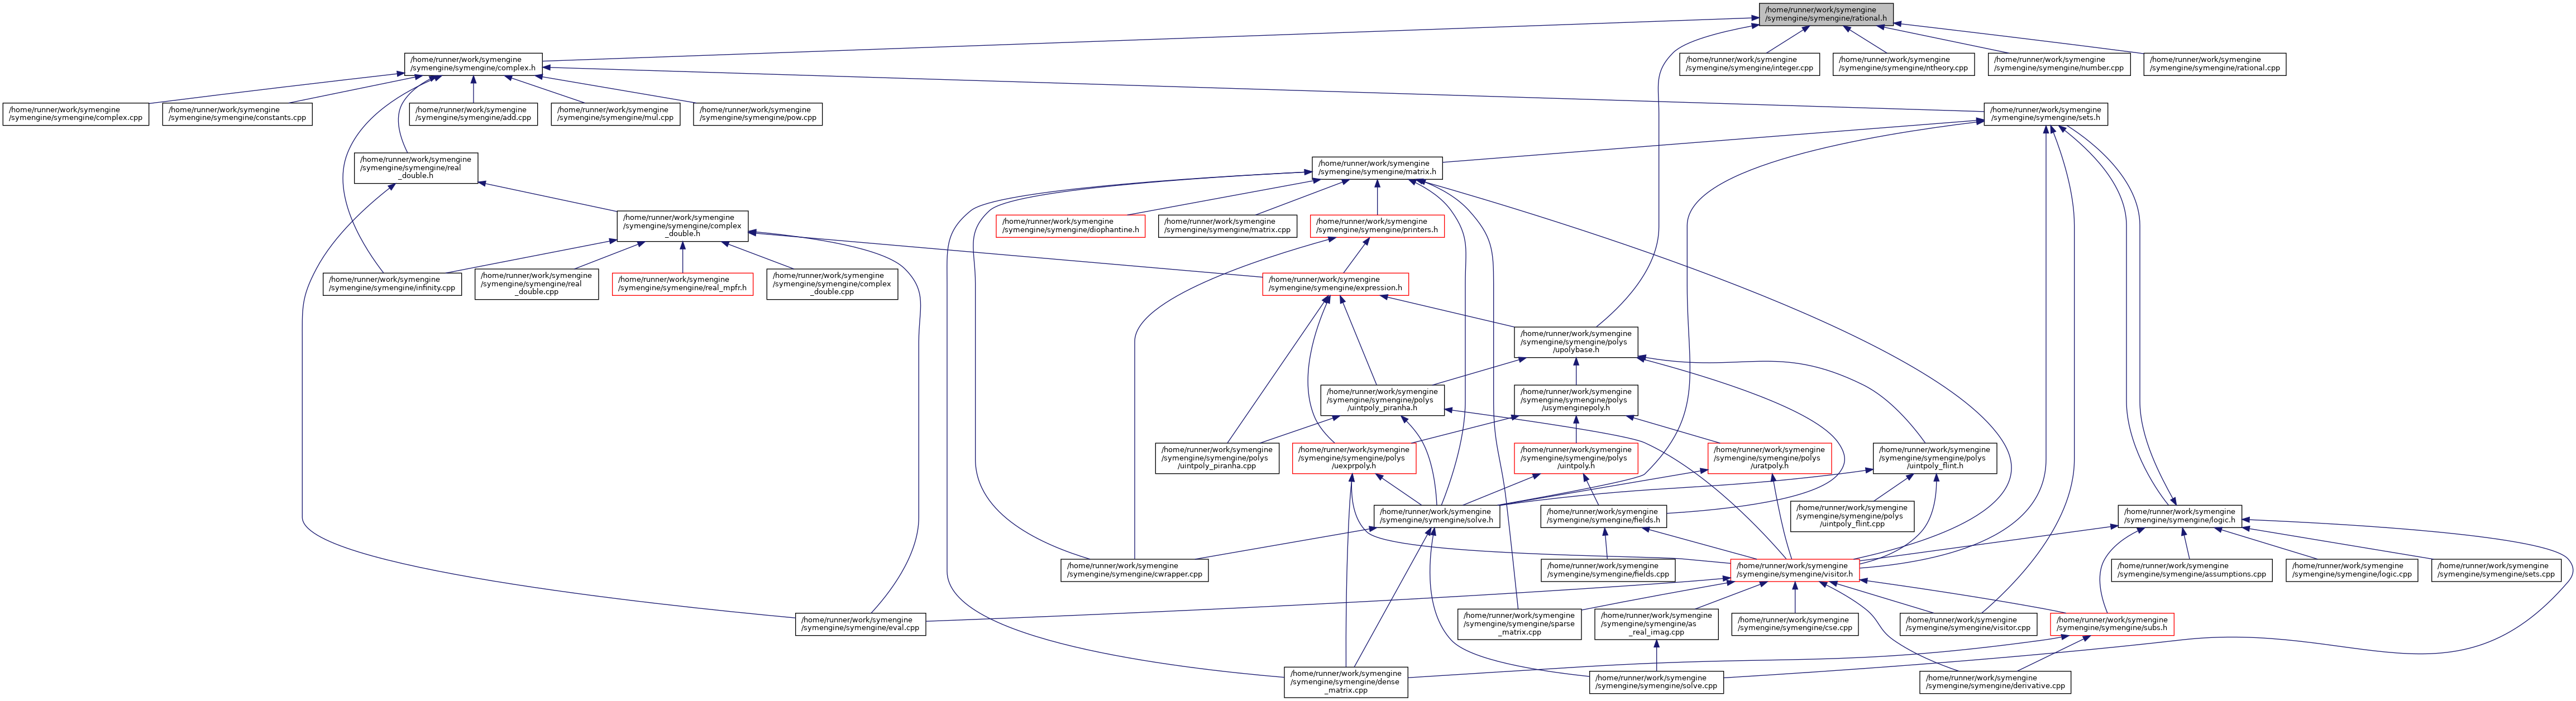 /home/runner/work/symengine
/symengine/symengine/rational.h
/home/runner/work/symengine
/symengine/symengine/complex.h
/home/runner/work/symengine
/symengine/symengine/integer.cpp
/home/runner/work/symengine
/symengine/symengine/ntheory.cpp
/home/runner/work/symengine
/symengine/symengine/number.cpp
/home/runner/work/symengine
/symengine/symengine/rational.cpp
/home/runner/work/symengine
/symengine/symengine/complex.cpp
/home/runner/work/symengine
/symengine/symengine/constants.cpp
/home/runner/work/symengine
/symengine/symengine/add.cpp
/home/runner/work/symengine
/symengine/symengine/mul.cpp
/home/runner/work/symengine
/symengine/symengine/pow.cpp
/home/runner/work/symengine
/symengine/symengine/sets.h
/home/runner/work/symengine
/symengine/symengine/real
_double.h
/home/runner/work/symengine
/symengine/symengine/matrix.h
/home/runner/work/symengine
/symengine/symengine/complex
_double.h
/home/runner/work/symengine
/symengine/symengine/diophantine.h
/home/runner/work/symengine
/symengine/symengine/matrix.cpp
/home/runner/work/symengine
/symengine/symengine/printers.h
/home/runner/work/symengine
/symengine/symengine/infinity.cpp
/home/runner/work/symengine
/symengine/symengine/real
_double.cpp
/home/runner/work/symengine
/symengine/symengine/real_mpfr.h
/home/runner/work/symengine
/symengine/symengine/complex
_double.cpp
/home/runner/work/symengine
/symengine/symengine/expression.h
/home/runner/work/symengine
/symengine/symengine/polys
/upolybase.h
/home/runner/work/symengine
/symengine/symengine/polys
/uintpoly_piranha.h
/home/runner/work/symengine
/symengine/symengine/polys
/usymenginepoly.h
/home/runner/work/symengine
/symengine/symengine/polys
/uintpoly_piranha.cpp
/home/runner/work/symengine
/symengine/symengine/polys
/uexprpoly.h
/home/runner/work/symengine
/symengine/symengine/polys
/uintpoly.h
/home/runner/work/symengine
/symengine/symengine/polys
/uratpoly.h
/home/runner/work/symengine
/symengine/symengine/polys
/uintpoly_flint.h
/home/runner/work/symengine
/symengine/symengine/solve.h
/home/runner/work/symengine
/symengine/symengine/fields.h
/home/runner/work/symengine
/symengine/symengine/polys
/uintpoly_flint.cpp
/home/runner/work/symengine
/symengine/symengine/logic.h
/home/runner/work/symengine
/symengine/symengine/cwrapper.cpp
/home/runner/work/symengine
/symengine/symengine/fields.cpp
/home/runner/work/symengine
/symengine/symengine/visitor.h
/home/runner/work/symengine
/symengine/symengine/assumptions.cpp
/home/runner/work/symengine
/symengine/symengine/logic.cpp
/home/runner/work/symengine
/symengine/symengine/sets.cpp
/home/runner/work/symengine
/symengine/symengine/eval.cpp
/home/runner/work/symengine
/symengine/symengine/sparse
_matrix.cpp
/home/runner/work/symengine
/symengine/symengine/as
_real_imag.cpp
/home/runner/work/symengine
/symengine/symengine/cse.cpp
/home/runner/work/symengine
/symengine/symengine/visitor.cpp
/home/runner/work/symengine
/symengine/symengine/subs.h
/home/runner/work/symengine
/symengine/symengine/dense
_matrix.cpp
/home/runner/work/symengine
/symengine/symengine/solve.cpp
/home/runner/work/symengine
/symengine/symengine/derivative.cpp